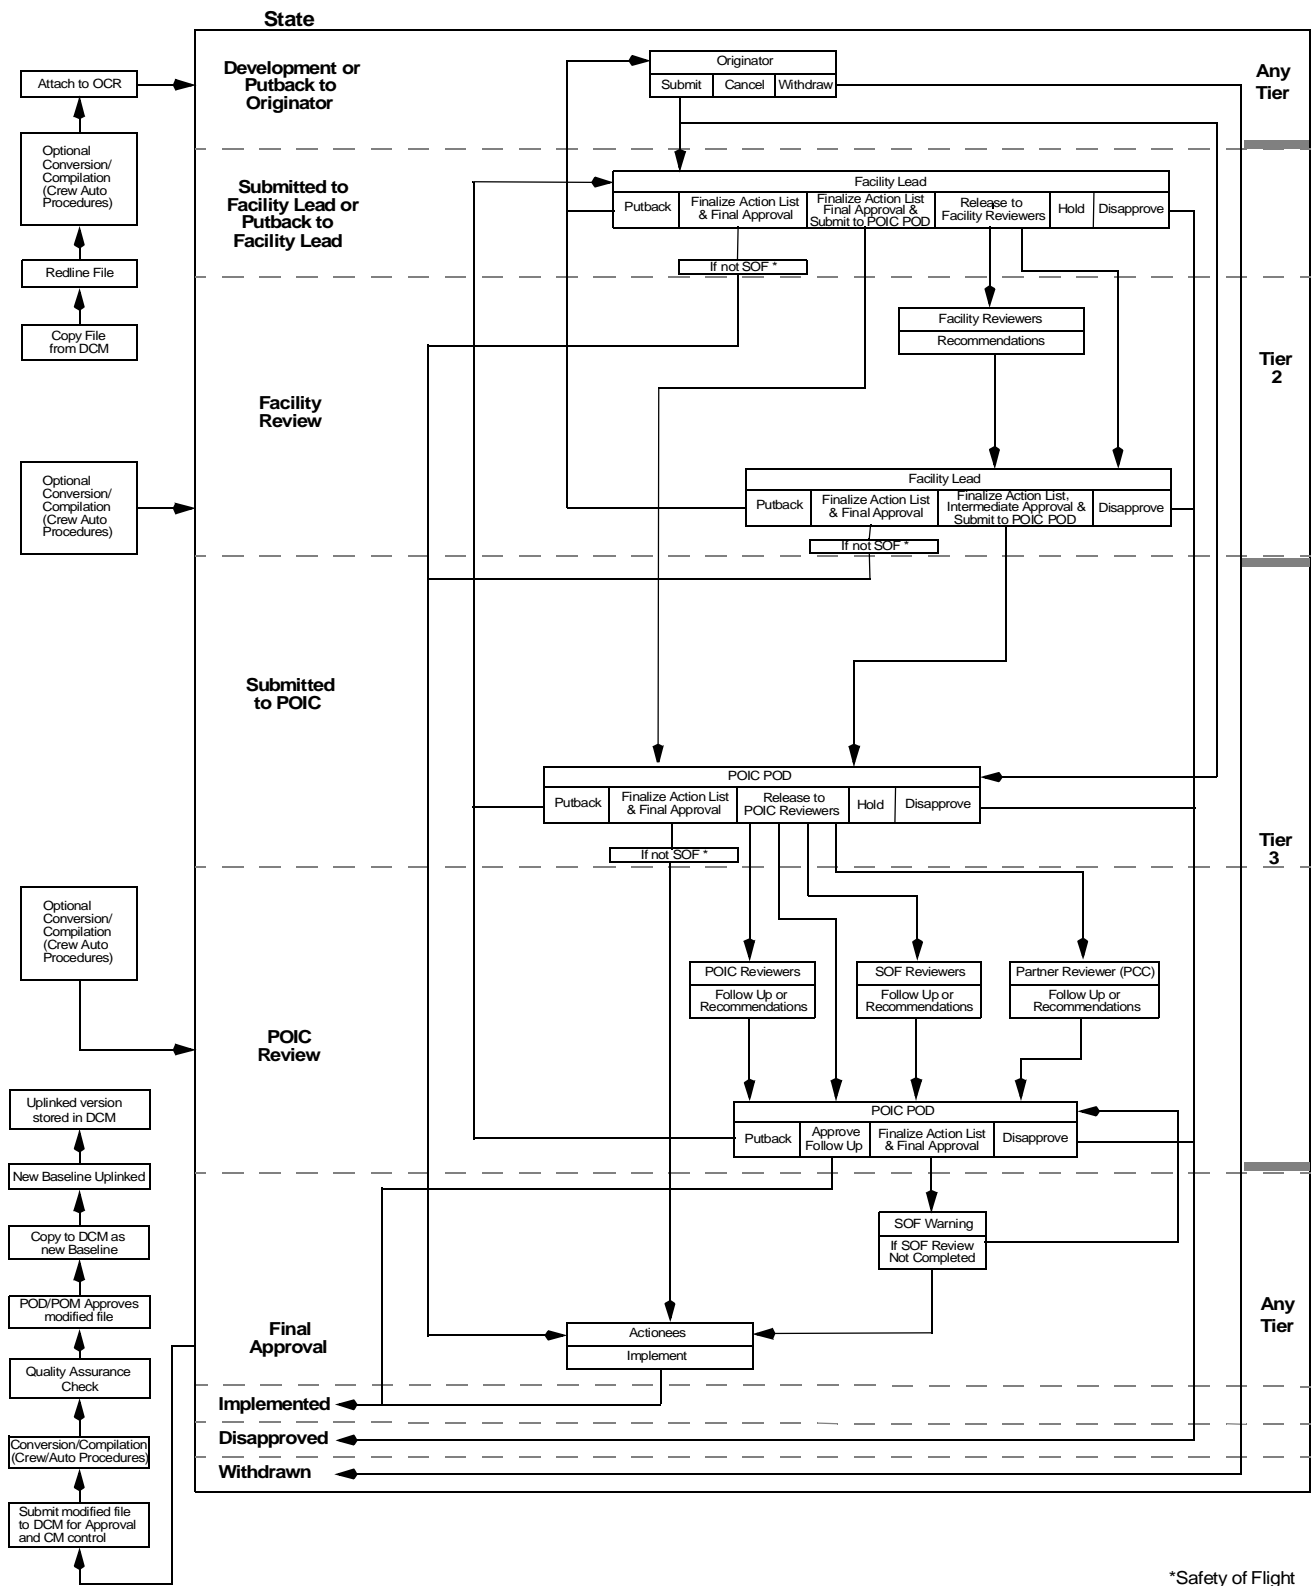 State
Development or
Putback to
Originator
Originator
Submit
Cancel
Withdraw
Any
Tier
Attach to OCR
Optional
Conversion/
Compilation
(Crew Auto
Procedures)
Redline File
Copy File
from DCM
Submitted to
Facility Lead or
Putback to
Facility Lead
Facility Lead
Putback
Finalize Action List
& Final Approval
Finalize Action List
Final Approval &
Submit to POIC POD
Release to
Facility Reviewers
Hold
Disapprove
If not SOF *
Facility Reviewers
Recommendations
Tier
2
Facility
Review
Optional
Conversion/
Compilation
(Crew Auto
Procedures)
Facility Lead
Putback
Finalize Action List
& Final Approval
Finalize Action List,
Intermediate Approval &
Submit to POIC POD
Disapprove
If not SOF *
Submitted
to POIC
POIC POD
Putback
Finalize Action List
& Final Approval
Release to
POIC Reviewers
Hold
Disapprove
If not SOF *
Tier
3
Optional
Conversion/
Compilation
(Crew Auto
Procedures)
POIC Reviewers
Follow Up or
Recommendations
SOF Reviewers
Follow Up or
Recommendations
Partner Reviewer (PCC)
Follow Up or
Recommendations
POIC
Review
POIC POD
Putback
Approve
Follow Up
Finalize Action List
& Final Approval
Disapprove
Uplinked version
stored in DCM
New Baseline Uplinked
Copy to DCM as
new Baseline
POD/POM Approves
modified file
Quality Assurance
Check
Conversion/Compilation
(Crew/Auto Procedures)
Submit modified file
to DCM for Approval
and CM control
SOF Warning
If SOF Review
Not Completed
Final
Approval
Actionees
Implement
Any
Tier
Implemented
Disapproved
Withdrawn
*Safety of Flight